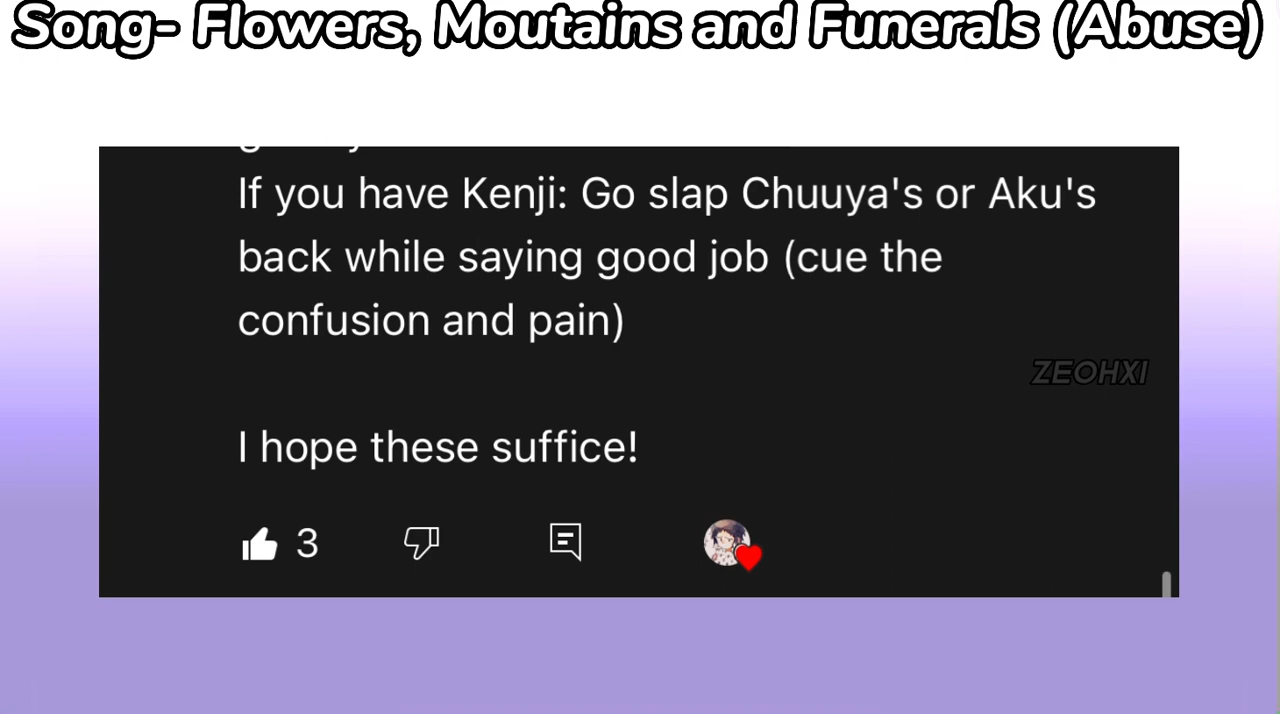 Song- Flowers, Moutains and Funerals (Abuse)
If you have Kenji: Go slap Chuuya's or Aku's
back while saying good job (cue the
confusion and pain)
ZEOHXI
I hope these suffice!
3